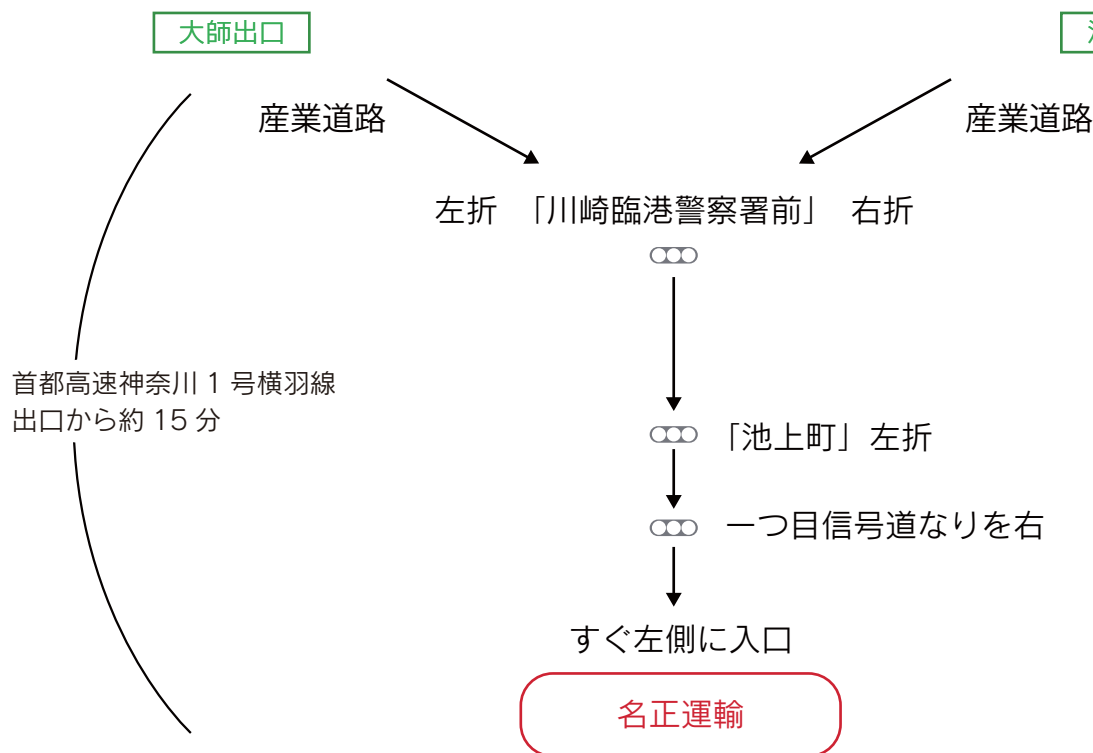 大師出口
産業道路
産業道路
左折 「川崎臨港警察署前」 右折
首都高速神奈川 1 号横羽線
出口から約 15 分
「池上町」左折
一つ目信号道なりを右
すぐ左側に入口
名正運輸